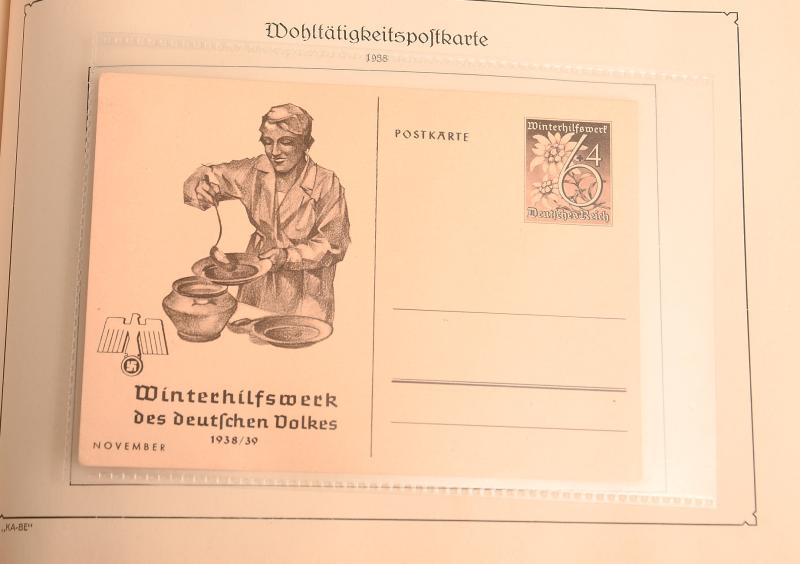 Wohltätigkeitspoſtkarte
1938
POSTKARTE
Winterhilfswerk
6
4
Deutſches Reich
Winterhilfswerk
des deutſchen Volkes
1938/39
NOVEMBER
„KA-BE“